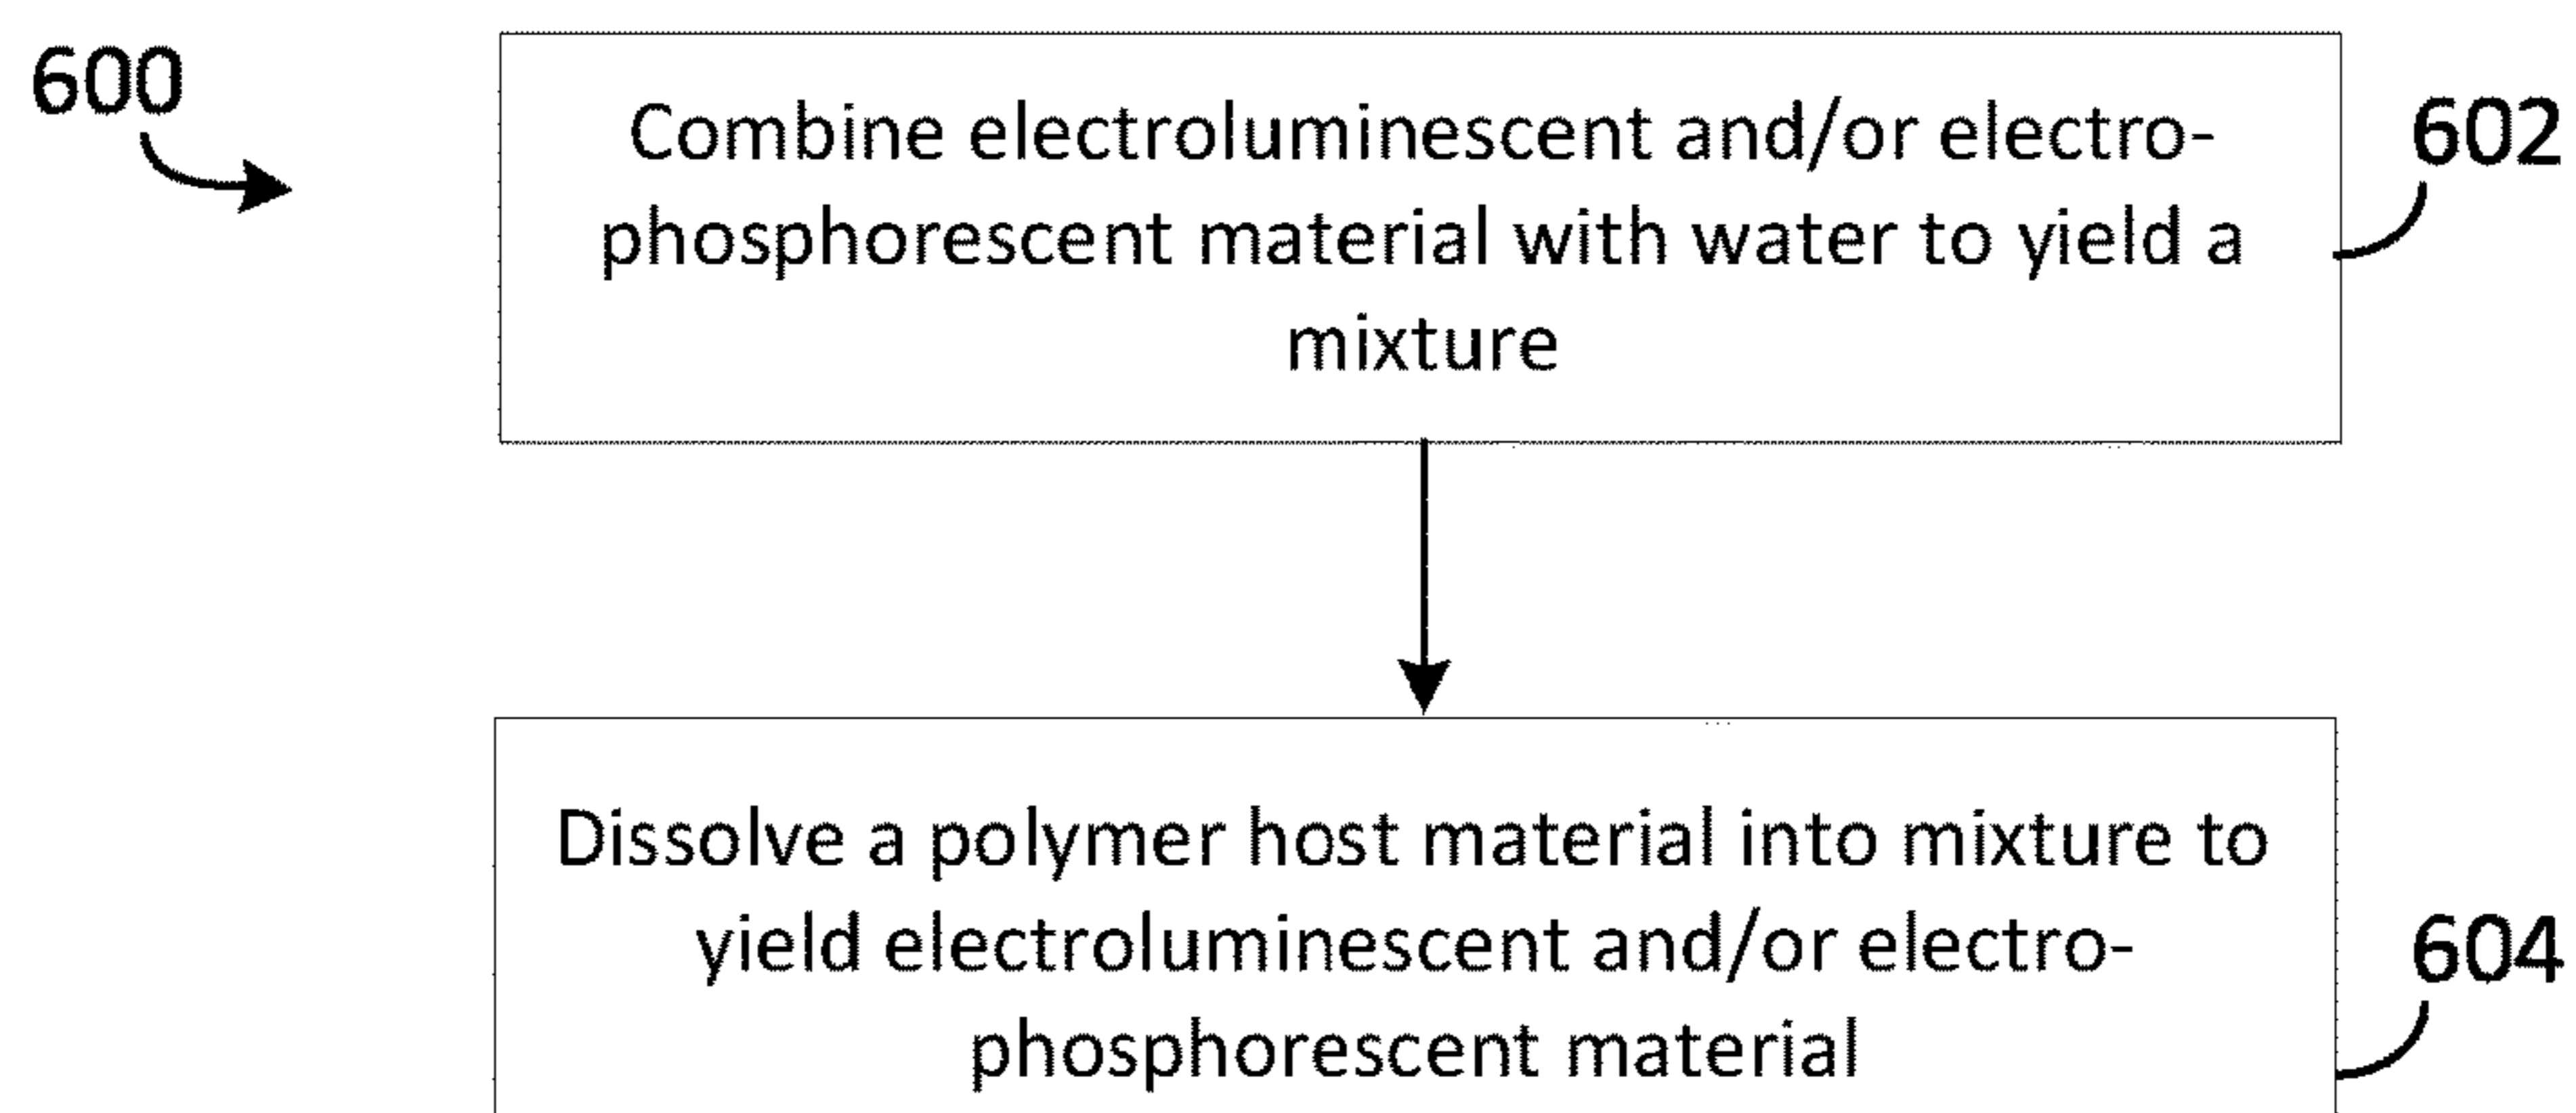 600
Combine electroluminescent and/or electro-
602
phosphorescent material with water to yield a
mixture
Dissolve a polymer host material into mixture to
yield electroluminescent and/or electro-
604
phosphorescent material